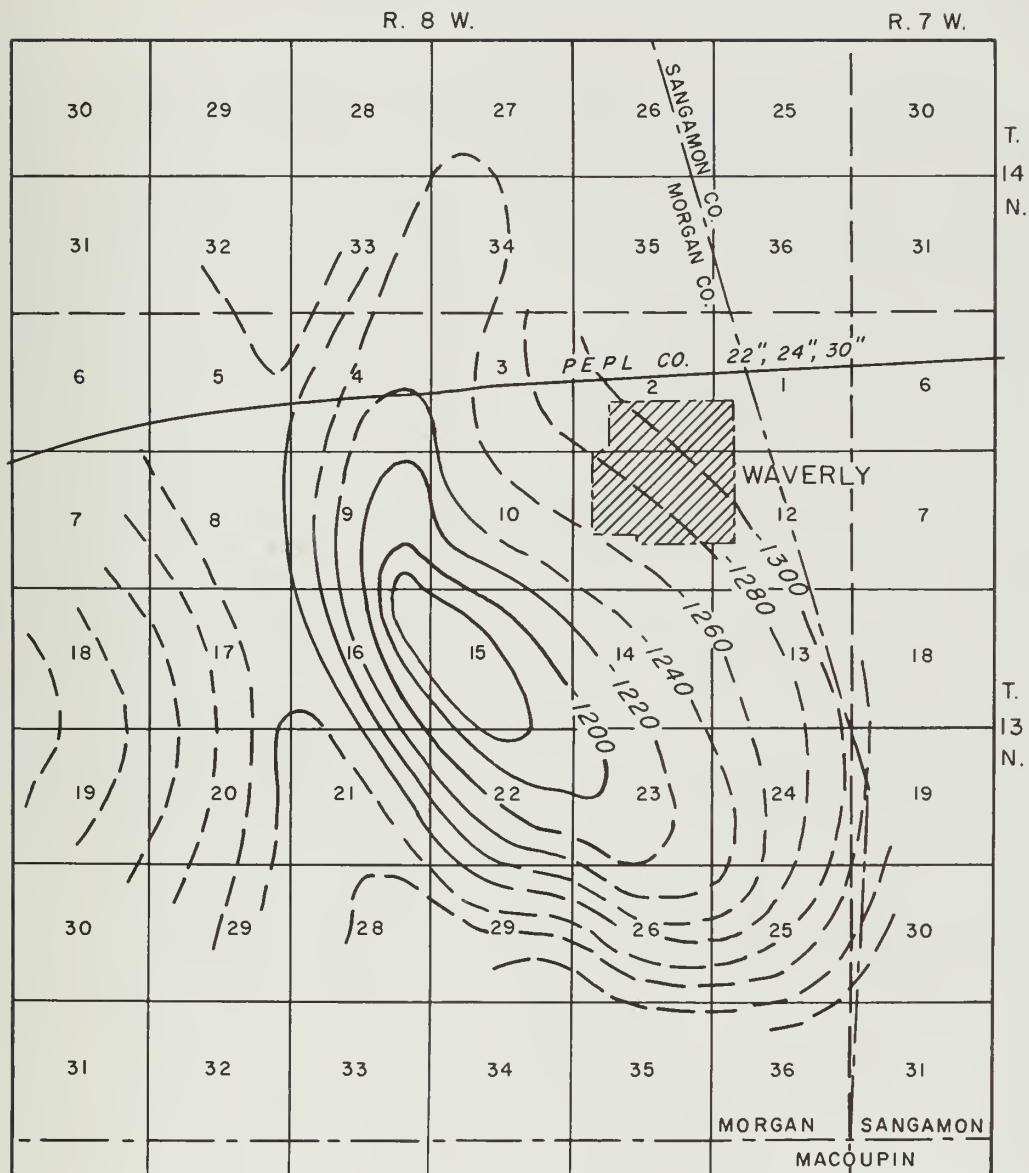 R. 8 W. R. 7 W.
30 29 28 27 26 25 30
T.
14
N.
SANGAMON CO.
MORGAN CO.
31 32 33 34 35 36 31
PEPL CO. 22", 24", 30"
6 5 4 3 2 1 6
WAVERLY
7 8 9 10 12 7
1300
1280
1260
1240
1220
1200
18 17 16 15 14 13 18
T.
13
N.
19 20 21 22 23 24 19
30 29 28 29 26 25 30
31 32 33 34 35 36 31
MORGAN SANGAMON
MACOUPIN